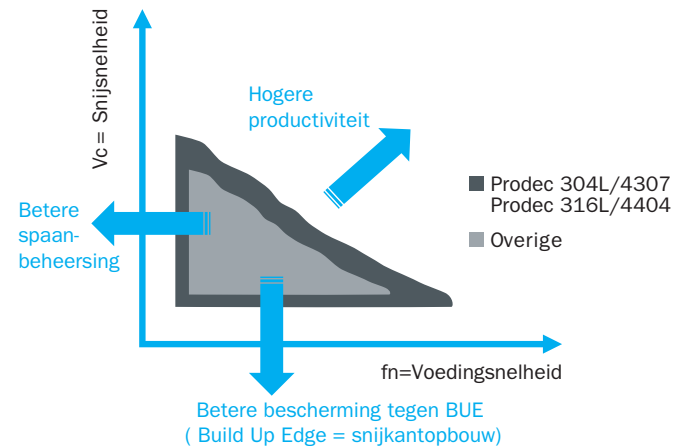 Vc = Snijsnelheid
Hogere
productiviteit
Prodec 304L/4307
Prodec 316L/4404
Overige
Betere
spaan-
beheersing
fn=Voedingsnelheid
Betere bescherming tegen BUE
( Build Up Edge = snijkantopbouw)